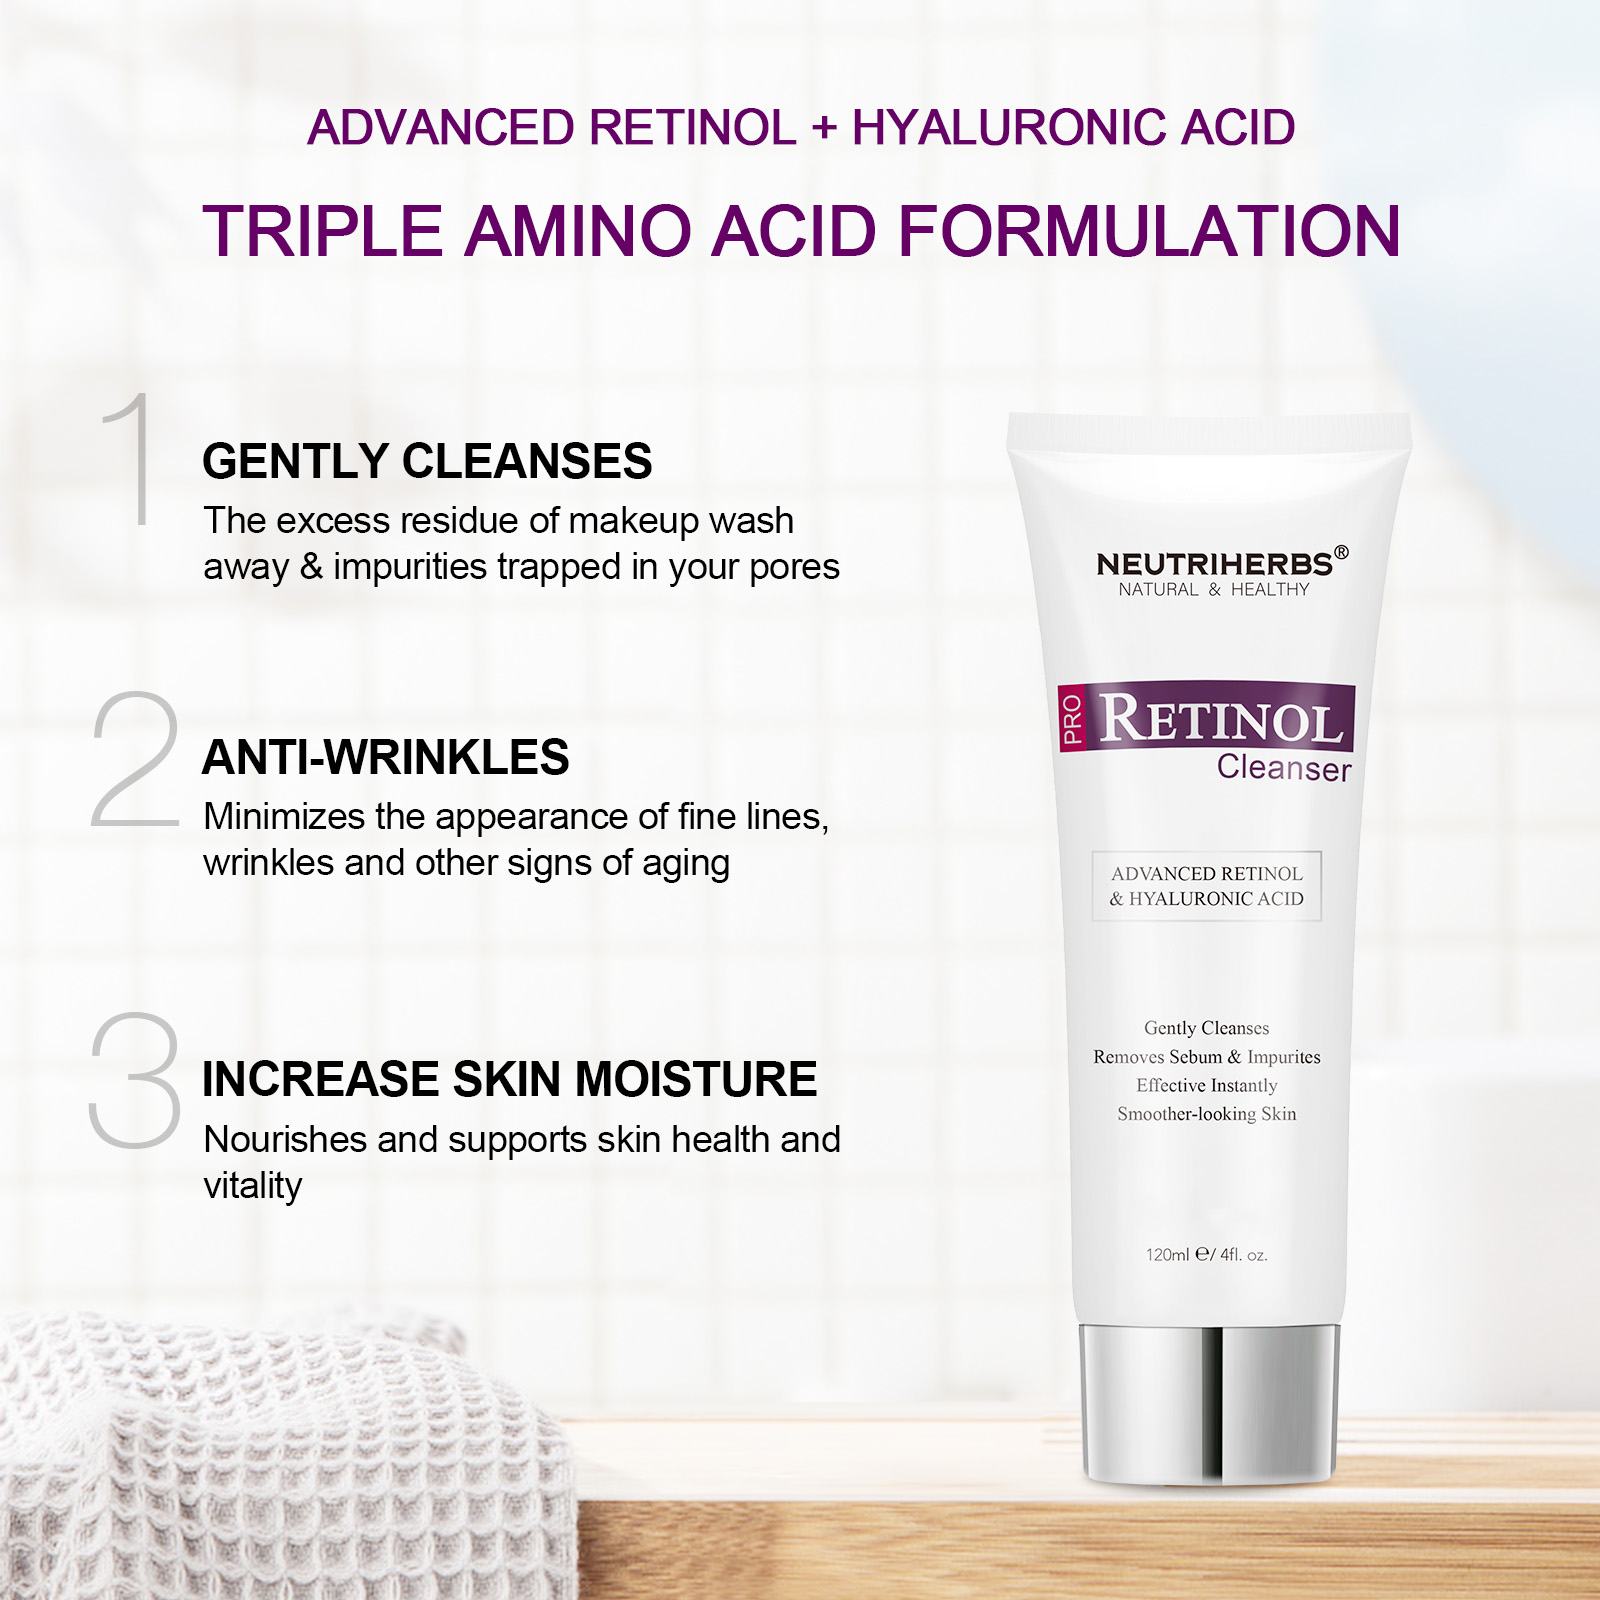 ADVANCED RETINOL + HYALURONIC ACID
TRIPLE AMINO ACID FORMULATION
1
GENTLY CLEANSES
The excess residue of makeup wash
away & impurities trapped in your pores
2
ANTI-WRINKLES
Minimizes the appearance of fine lines,
wrinkles and other signs of aging
3
INCREASE SKIN MOISTURE
Nourishes and supports skin health and
vitality
NEUTRIHERBS®
NATURAL & HEALTHY
PRO RETINOL
Cleanser
ADVANCED RETINOL
& HYALURONIC ACID
Gently Cleanses
Removes Sebum & Impurites
Effective Instantly
Smoother-looking Skin
120ml ℮/ 4fl. oz.